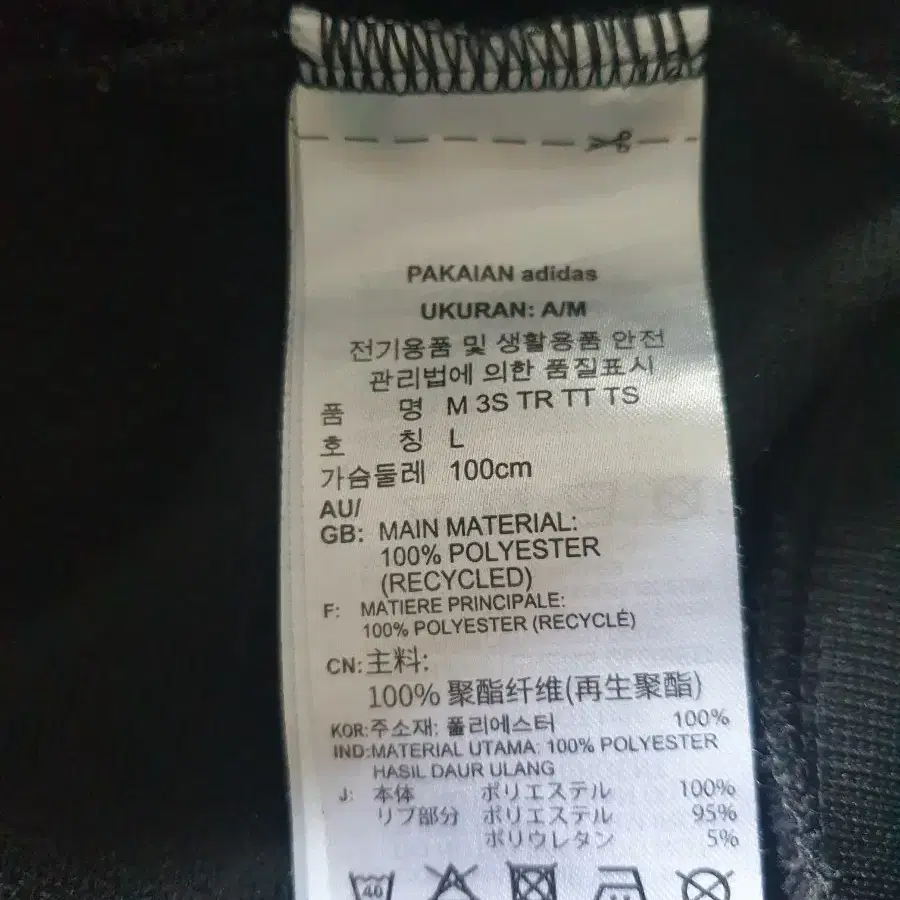 PAKAIAN adidas
UKURAN: A/M
전기용품 및 생활용품 안전
관리법에 의한 품질표시
품 명 M 3S TR TT TS
호 칭 L
가슴둘레 100cm
AU/
GB: MAIN MATERIAL:
100% POLYESTER
(RECYCLED)
F: MATIERE PRINCIPALE:
100% POLYESTER (RECYCLÉ)
CN: 主料:
100% 聚酯纤维(再生聚酯)
KOR:주소재: 폴리에스터 100%
IND:MATERIAL UTAMA: 100% POLYESTER
HASIL DAUR ULANG
J: 本体 ポリエステル 100%
リブ部分 ポリエステル 95%
ポリウレタン 5%
40